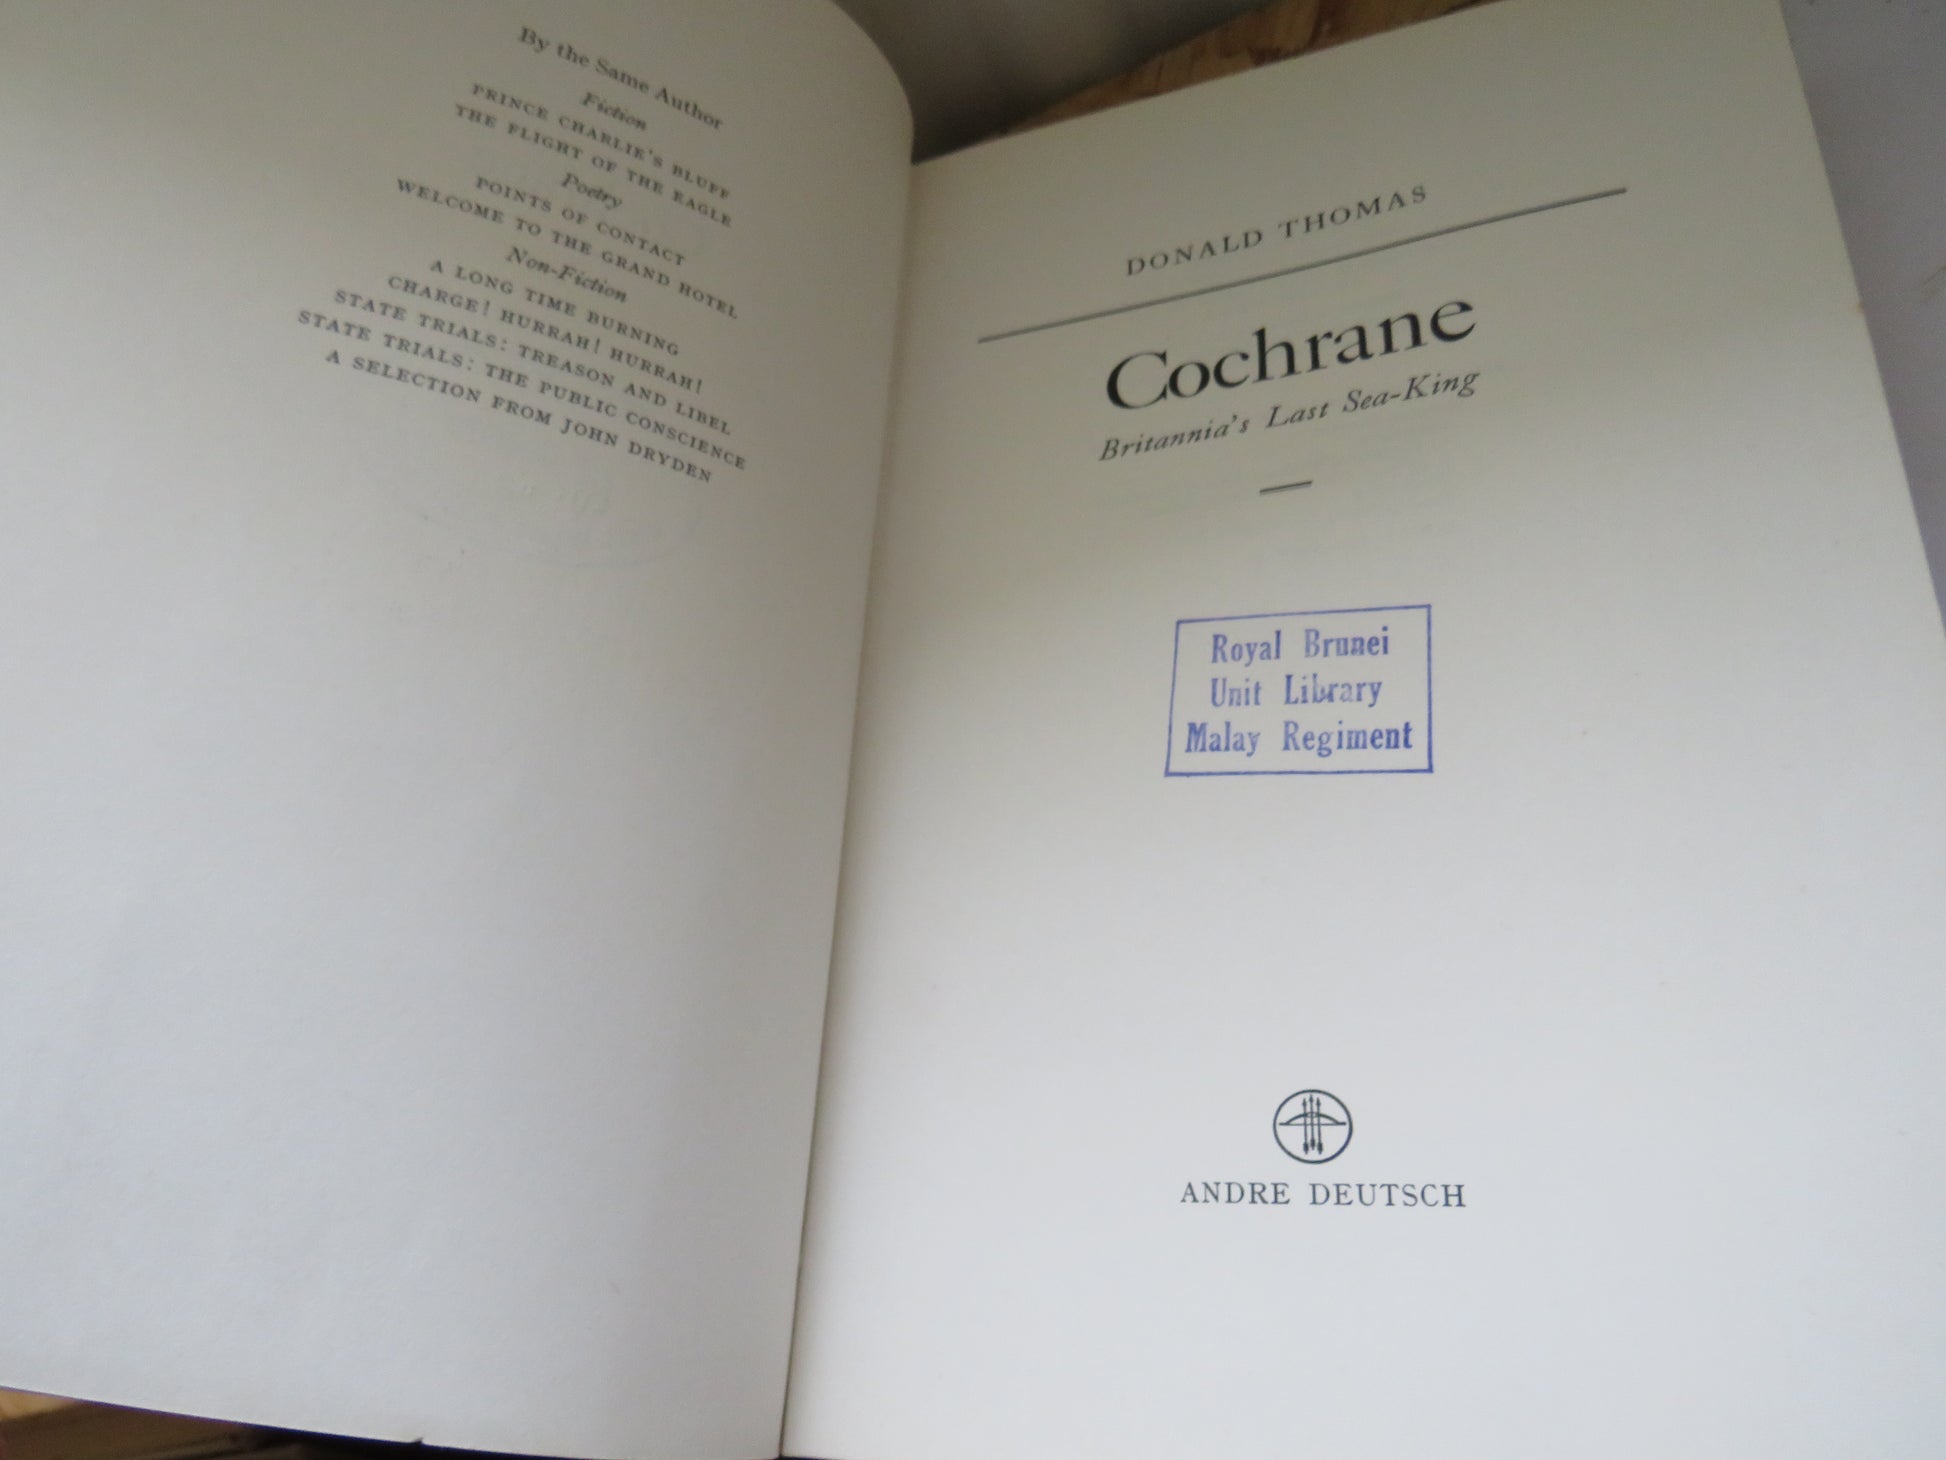 By the Same Author
Fiction
PRINCE CHARLIE'S BLUFF
THE FLIGHT OF THE EAGLE
Poetry
POINTS OF CONTACT
WELCOME TO THE GRAND HOTEL
Non-Fiction
A LONG TIME BURNING
CHARGE! HURRAH! HURRAH!
STATE TRIALS: TREASON AND LIBEL
STATE TRIALS: THE PUBLIC CONSCIENCE
A SELECTION FROM JOHN DRYDEN
DONALD THOMAS
Cochrane
Britannia's Last Sea-King
Royal Brunei
Unit Library
Malay Regiment
ANDRE DEUTSCH